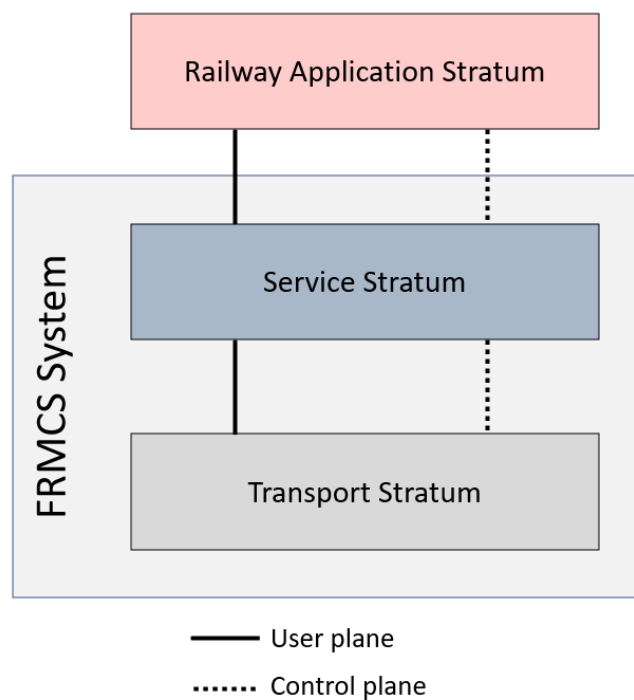 Railway Application Stratum
FRMCS System
Service Stratum
Transport Stratum
User plane
Control plane